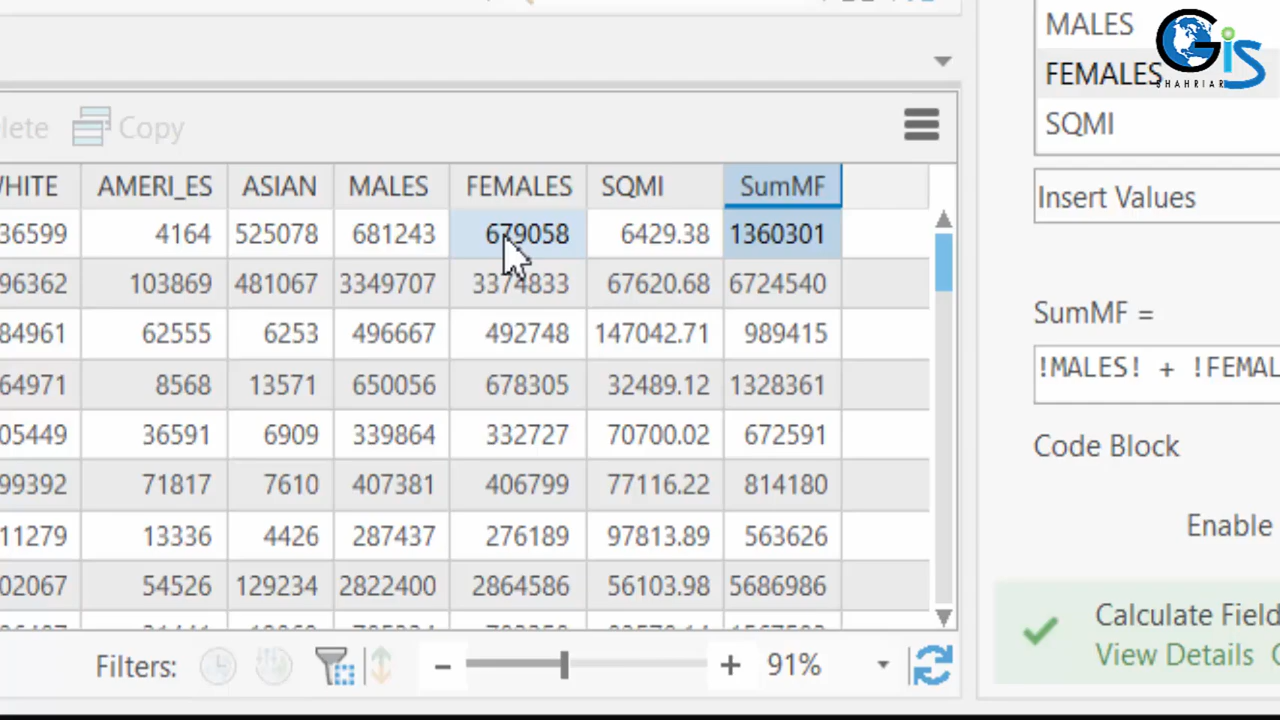 MALES
FEMALES
SQMI
GIS
SHAHRIAR
lete Copy
HITE AMERI_ES ASIAN MALES FEMALES SQMI SumMF
36599 4164 525078 681243 679058 6429.38 1360301
96362 103869 481067 3349707 3374833 67620.68 6724540
84961 62555 6253 496667 492748 147042.71 989415
64971 8568 13571 650056 678305 32489.12 1328361
05449 36591 6909 339864 332727 70700.02 672591
99392 71817 7610 407381 406799 77116.22 814180
11279 13336 4426 287437 276189 97813.89 563626
02067 54526 129234 2822400 2864586 56103.98 5686986
Filters: 91%
Insert Values
SumMF =
!MALES! + !FEMAL
Code Block
Enable
Calculate Field
View Details